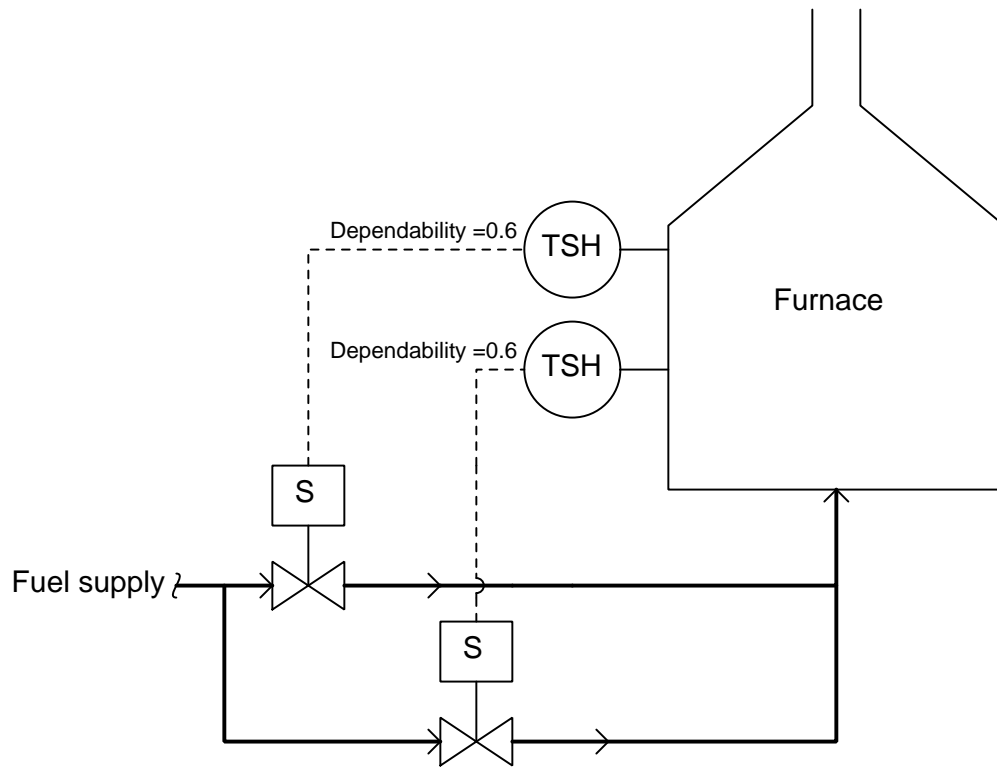 Dependability =0.6
TSH
Furnace
Dependability =0.6
TSH
S
Fuel supply
S